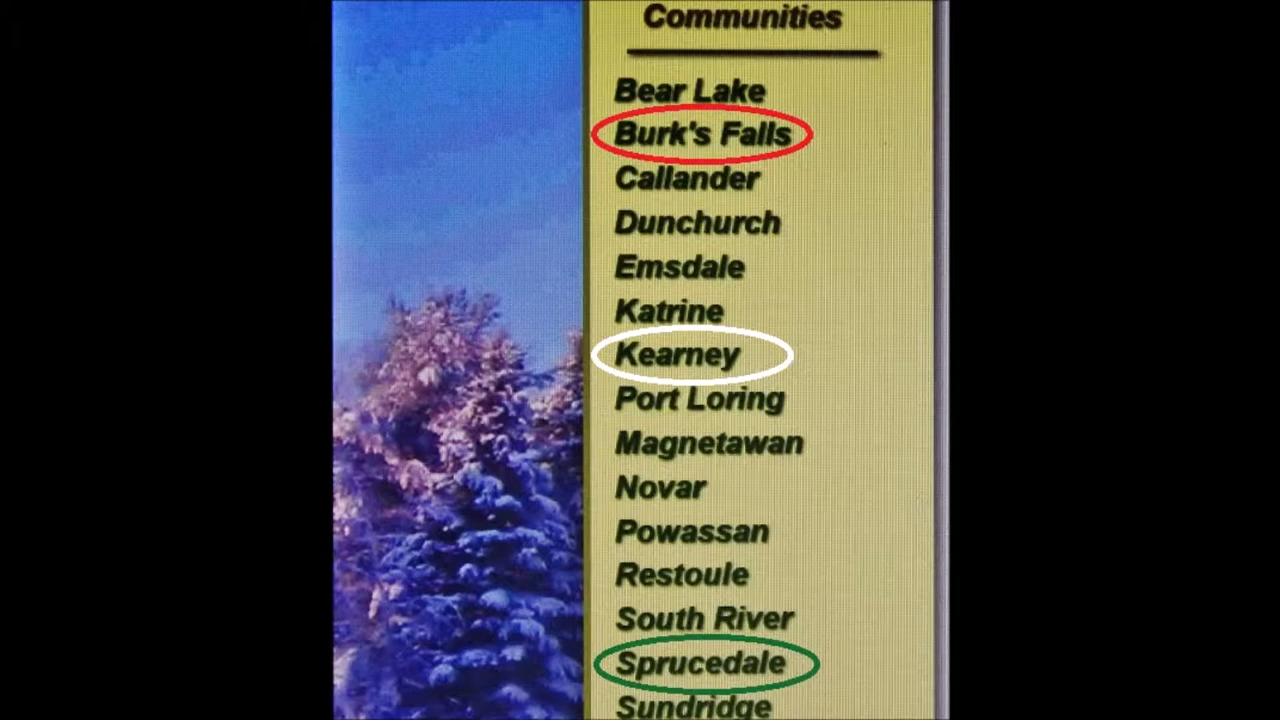 Communities
Bear Lake
Burk's Falls
Callander
Dunchurch
Emsdale
Katrine
Kearney
Port Loring
Magnetawan
Novar
Powassan
Restoule
South River
Sprucedale
Sundridge